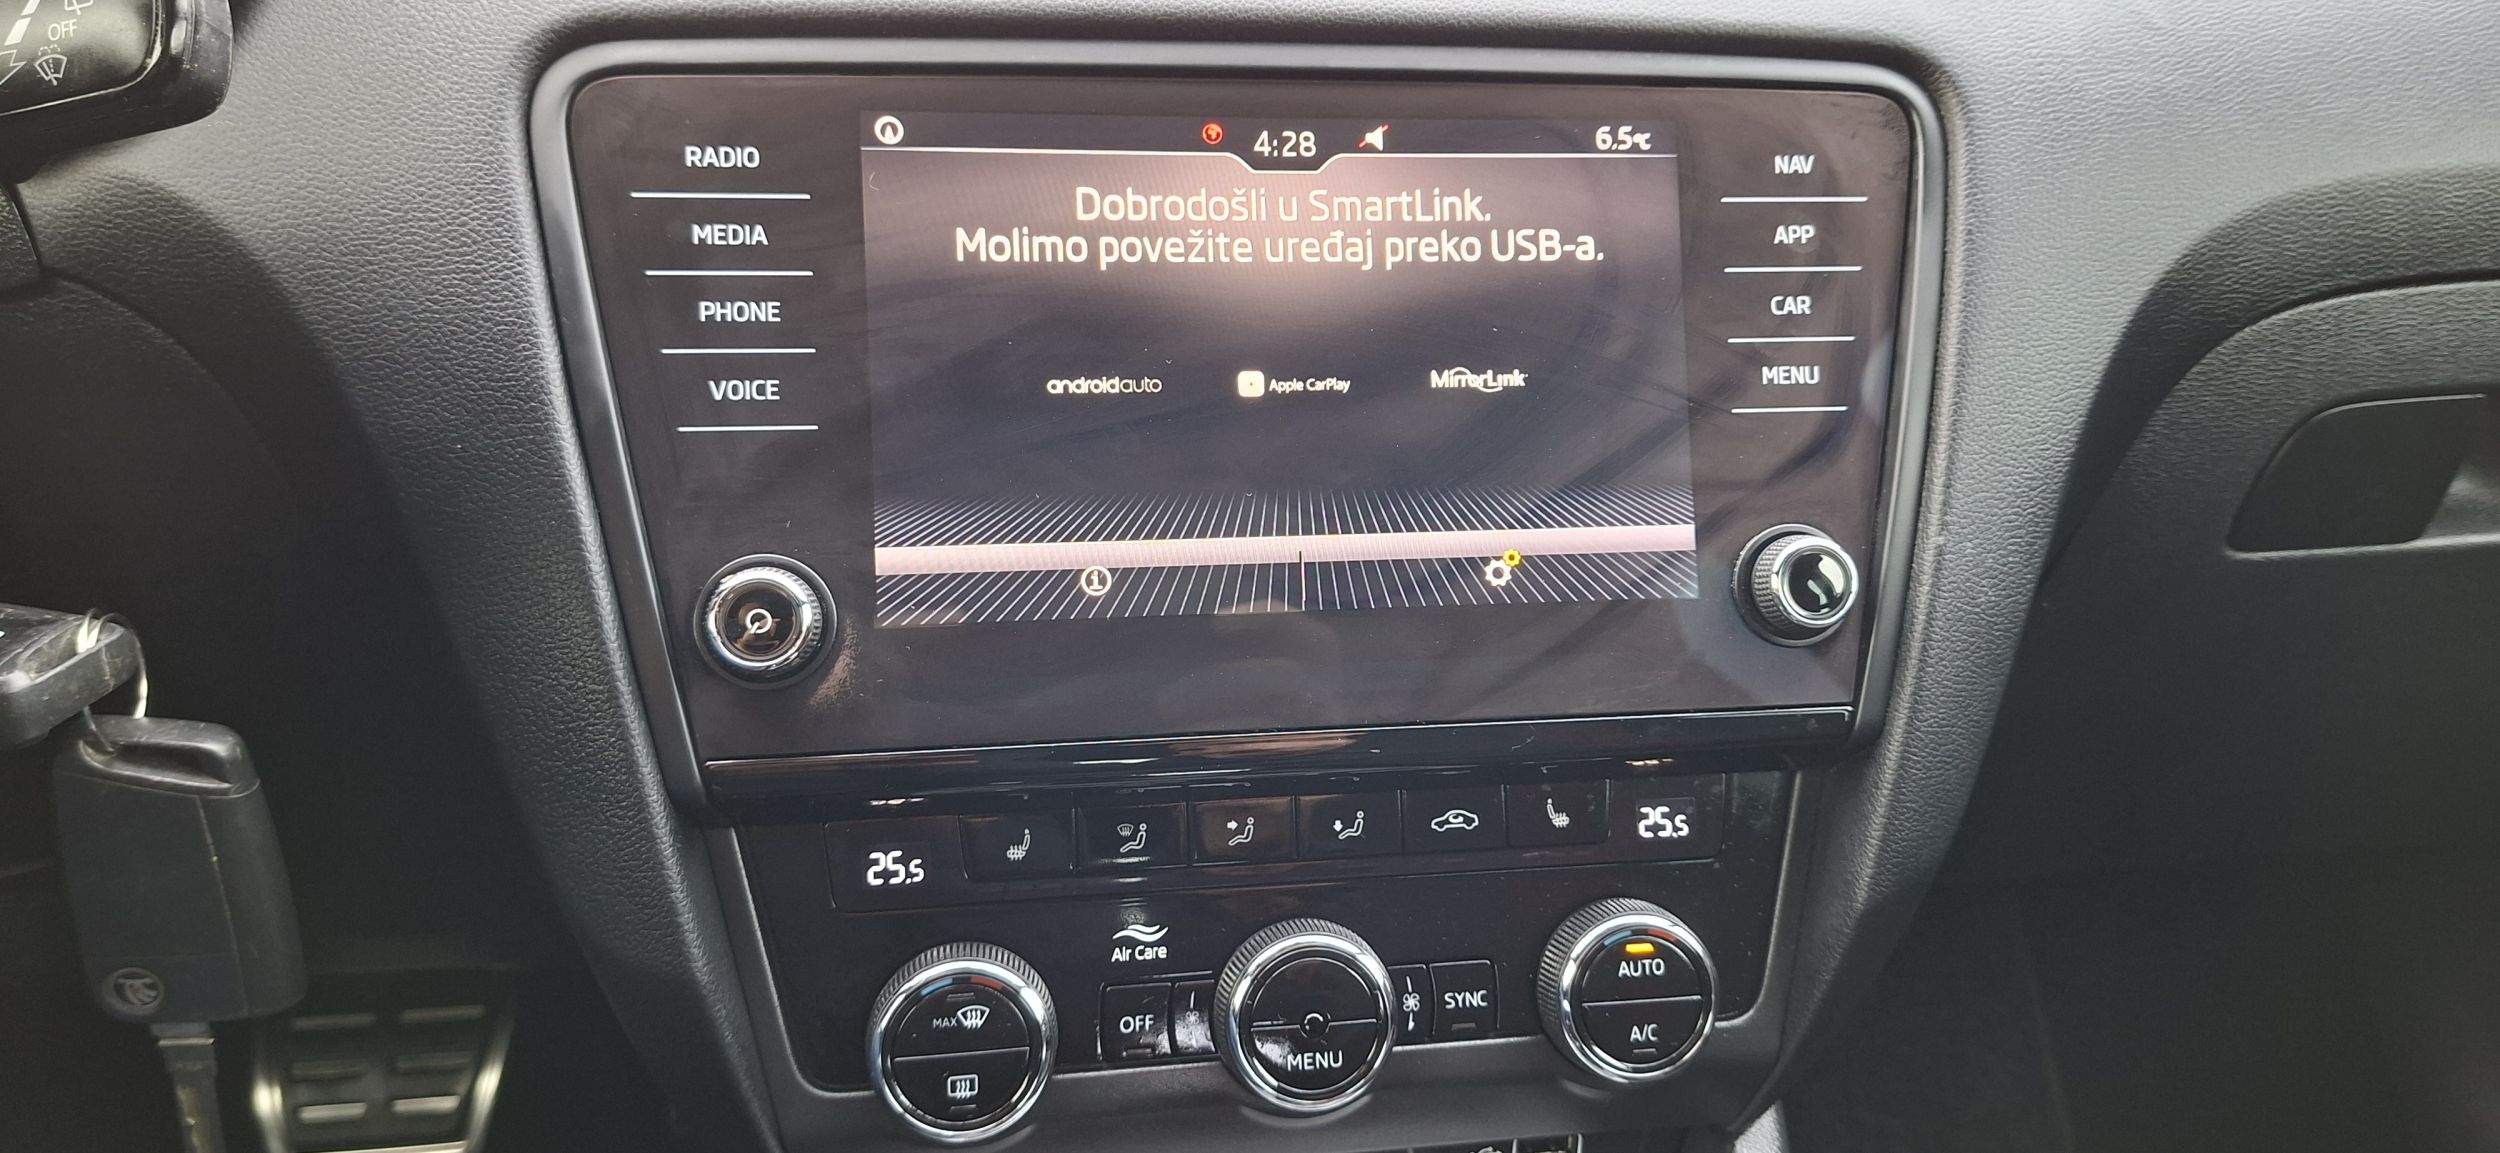 OFF
RADIO
MEDIA
PHONE
VOICE
4:28
6.5°C
Dobrodošli u SmartLink.
Molimo povežite uređaj preko USB-a.
androidauto
Apple CarPlay
MirrorLink
NAV
APP
CAR
MENU
25.5
25.5
Air Care
MAX
OFF
MENU
SYNC
AUTO
A/C